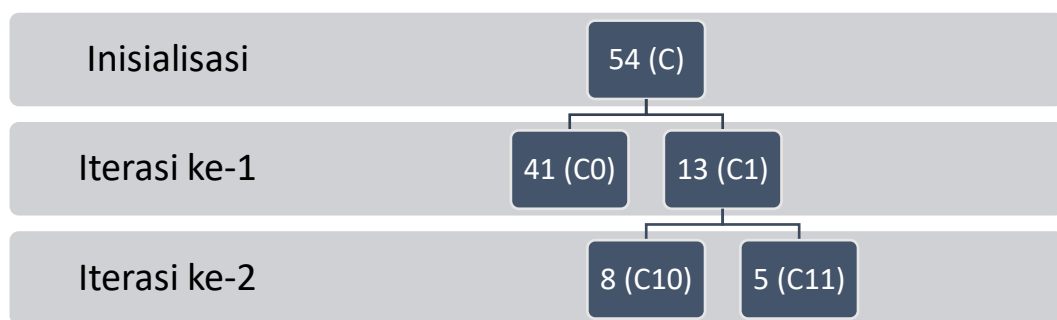 Inisialisasi
54 (C)
Iterasi ke-1
41 (C0)
13 (C1)
Iterasi ke-2
8 (C10)
5 (C11)